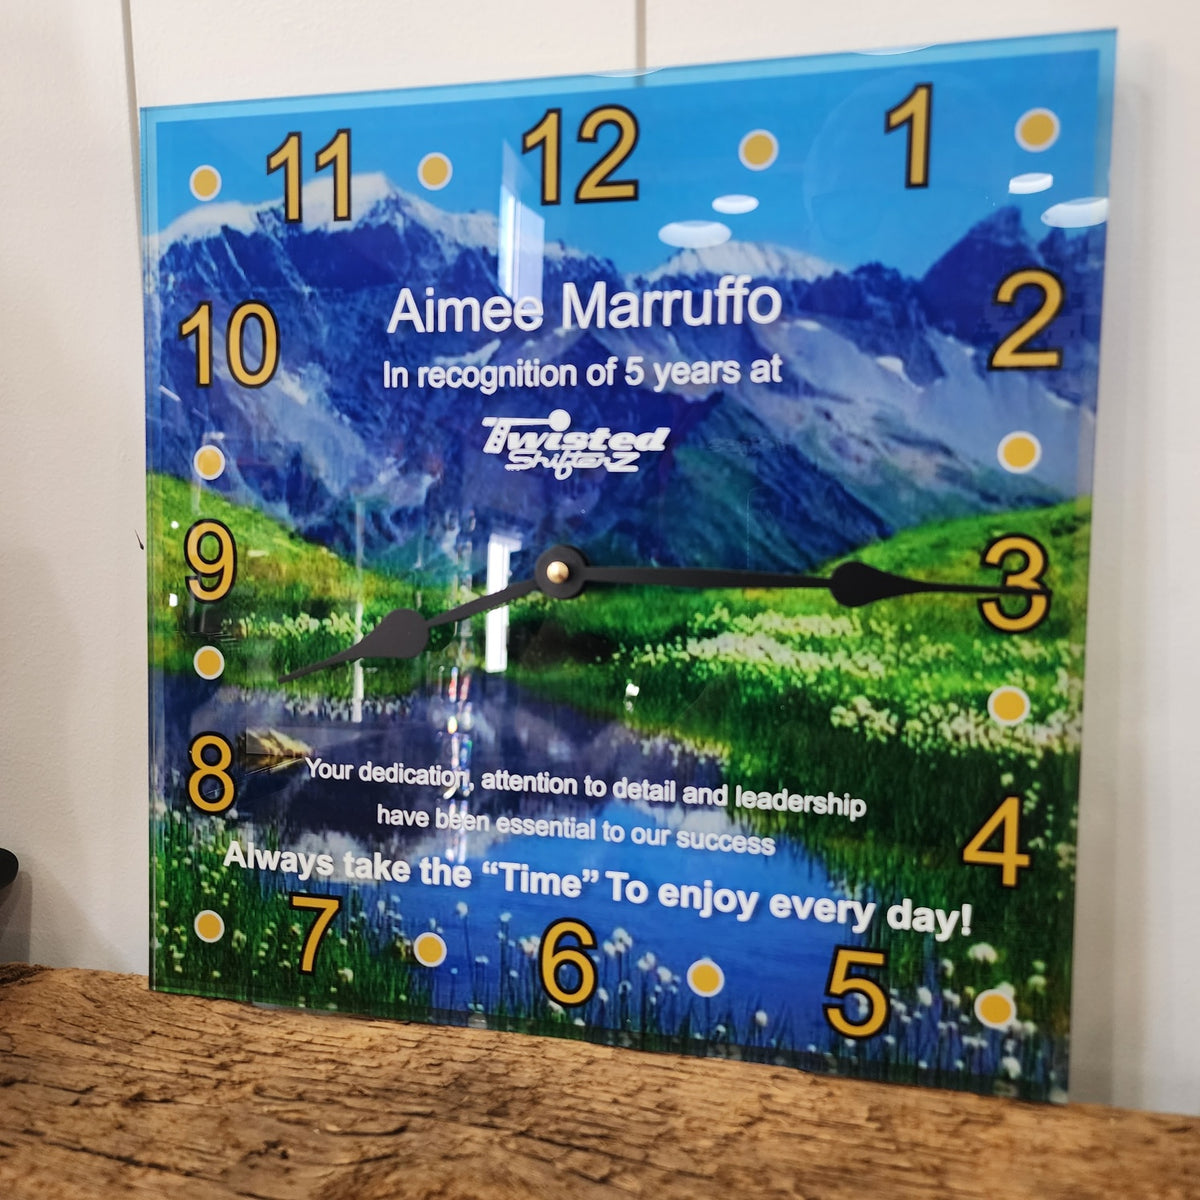 11 12 1
10 2
Aimee Marruffo
In recognition of 5 years at
Twisted
ShifterZ
9 3
8 4
Your dedication, attention to detail and leadership
have been essential to our success
Always take the “Time” To enjoy every day!
7 6 5